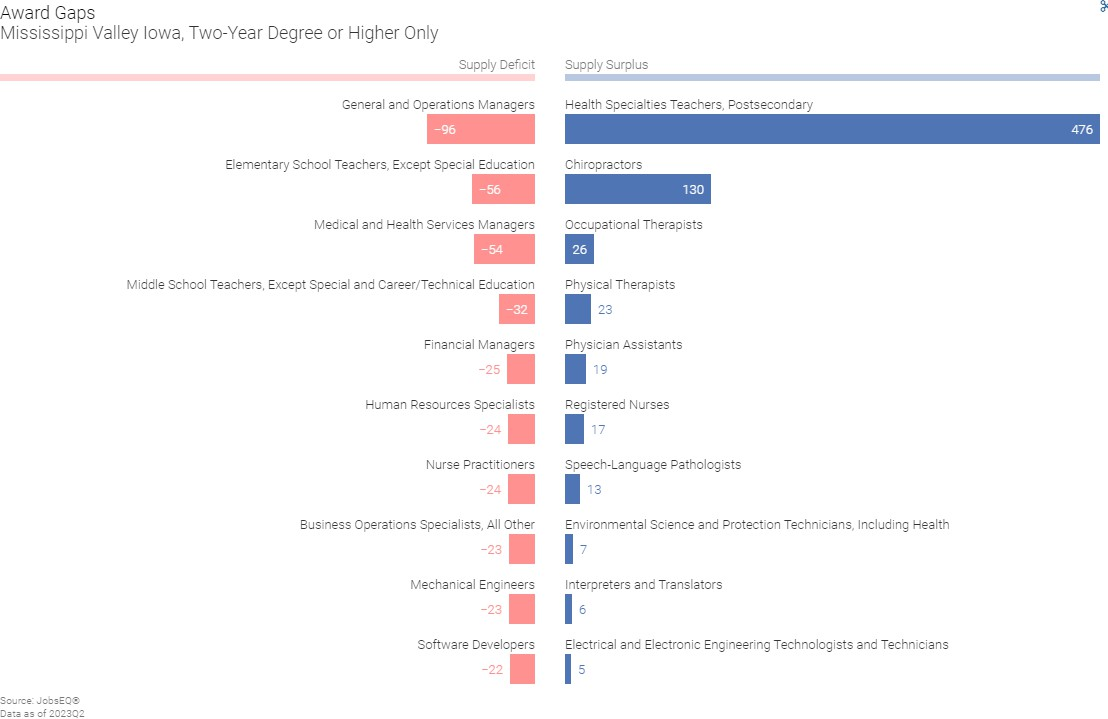 Award Gaps
Mississippi Valley Iowa, Two-Year Degree or Higher Only
Supply Deficit
Supply Surplus
General and Operations Managers
−96
Health Specialties Teachers, Postsecondary
476
Elementary School Teachers, Except Special Education
−56
Chiropractors
130
Medical and Health Services Managers
−54
Occupational Therapists
26
Middle School Teachers, Except Special and Career/Technical Education
−32
Physical Therapists
23
Financial Managers
−25
Physician Assistants
19
Human Resources Specialists
−24
Registered Nurses
17
Nurse Practitioners
−24
Speech-Language Pathologists
13
Business Operations Specialists, All Other
−23
Environmental Science and Protection Technicians, Including Health
7
Mechanical Engineers
−23
Interpreters and Translators
6
Software Developers
−22
Electrical and Electronic Engineering Technologists and Technicians
5
Source: JobsEQ®
Data as of 2023Q2